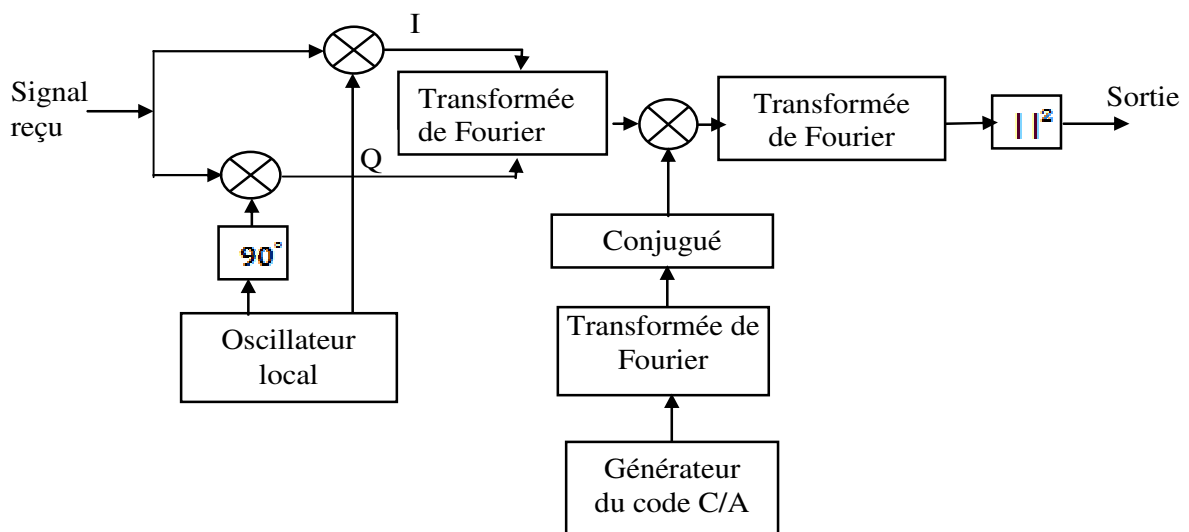 I
Signal
reçu
Transformée
de Fourier
Transformée
de Fourier
| |²
Sortie
Q
90°
Conjugué
Oscillateur
local
Transformée de
Fourier
Générateur
du code C/A